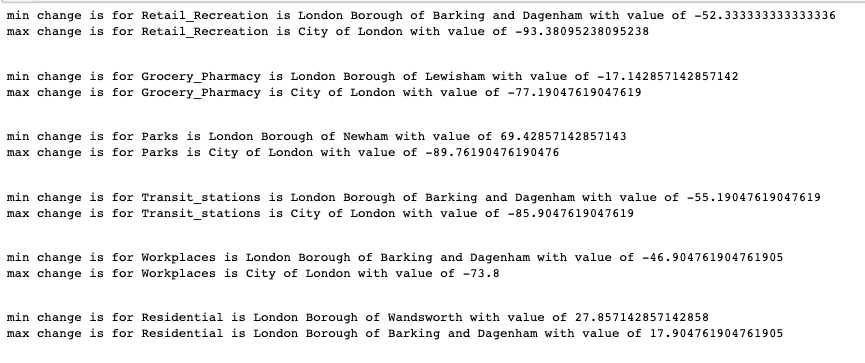 min change is for Retail_Recreation is London Borough of Barking and Dagenham with value of -52.333333333333336
max change is for Retail_Recreation is City of London with value of -93.38095238095238
min change is for Grocery_Pharmacy is London Borough of Lewisham with value of -17.142857142857142
max change is for Grocery_Pharmacy is City of London with value of -77.19047619047619
min change is for Parks is London Borough of Newham with value of 69.42857142857143
max change is for Parks is City of London with value of -89.76190476190476
min change is for Transit_stations is London Borough of Barking and Dagenham with value of -55.19047619047619
max change is for Transit_stations is City of London with value of -85.9047619047619
min change is for Workplaces is London Borough of Barking and Dagenham with value of -46.904761904761905
max change is for Workplaces is City of London with value of -73.8
min change is for Residential is London Borough of Wandsworth with value of 27.857142857142858
max change is for Residential is London Borough of Barking and Dagenham with value of 17.904761904761905